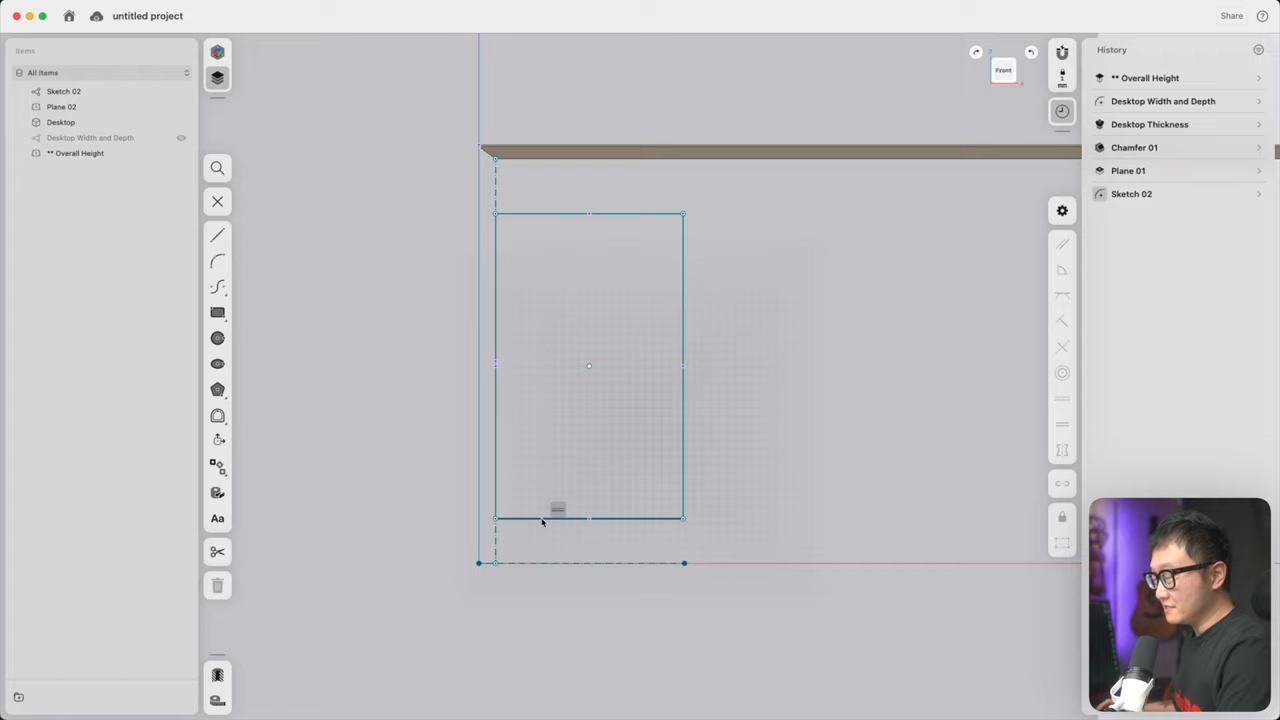 untitled project
Share
Items
All Items
Sketch 02
Plane 02
Desktop
Desktop Width and Depth
** Overall Height
Aa
Front
mm
History
** Overall Height
Desktop Width and Depth
Desktop Thickness
Chamfer 01
Plane 01
Sketch 02